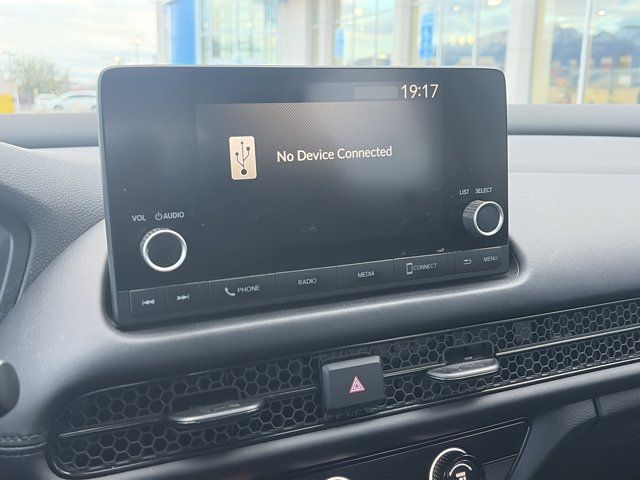 19:17
No Device Connected
VOL AUDIO
LIST SELECT
PHONE RADIO MEDIA CONNECT MENU